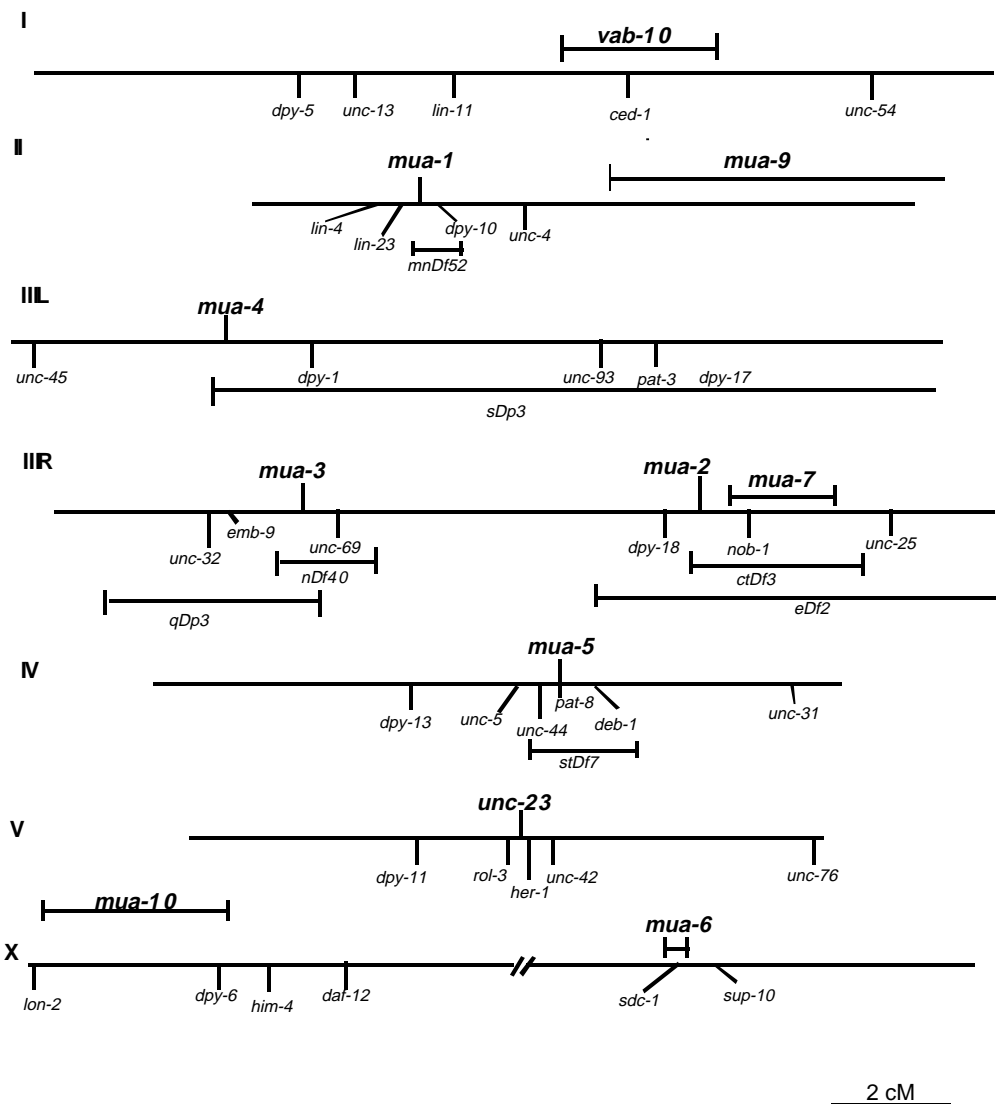 I
vab-10
dpy-5 unc-13 lin-11 ced-1 unc-54
II
mua-1 mua-9
lin-4 lin-23 dpy-10 unc-4
mnDf52
IIIL
mua-4
unc-45 dpy-1 unc-93 pat-3 dpy-17
sDp3
IIIR
mua-3 mua-2 mua-7
unc-32 emb-9 unc-69 dpy-18 nob-1 unc-25
nDf40 ctDf3
qDp3 eDf2
IV
mua-5
dpy-13 unc-5 unc-44 pat-8 deb-1 unc-31
stDf7
V
unc-23
dpy-11 rol-3 her-1 unc-42 unc-76
mua-10 mua-6
X
lon-2 dpy-6 him-4 daf-12 sdc-1 sup-10
2 cM